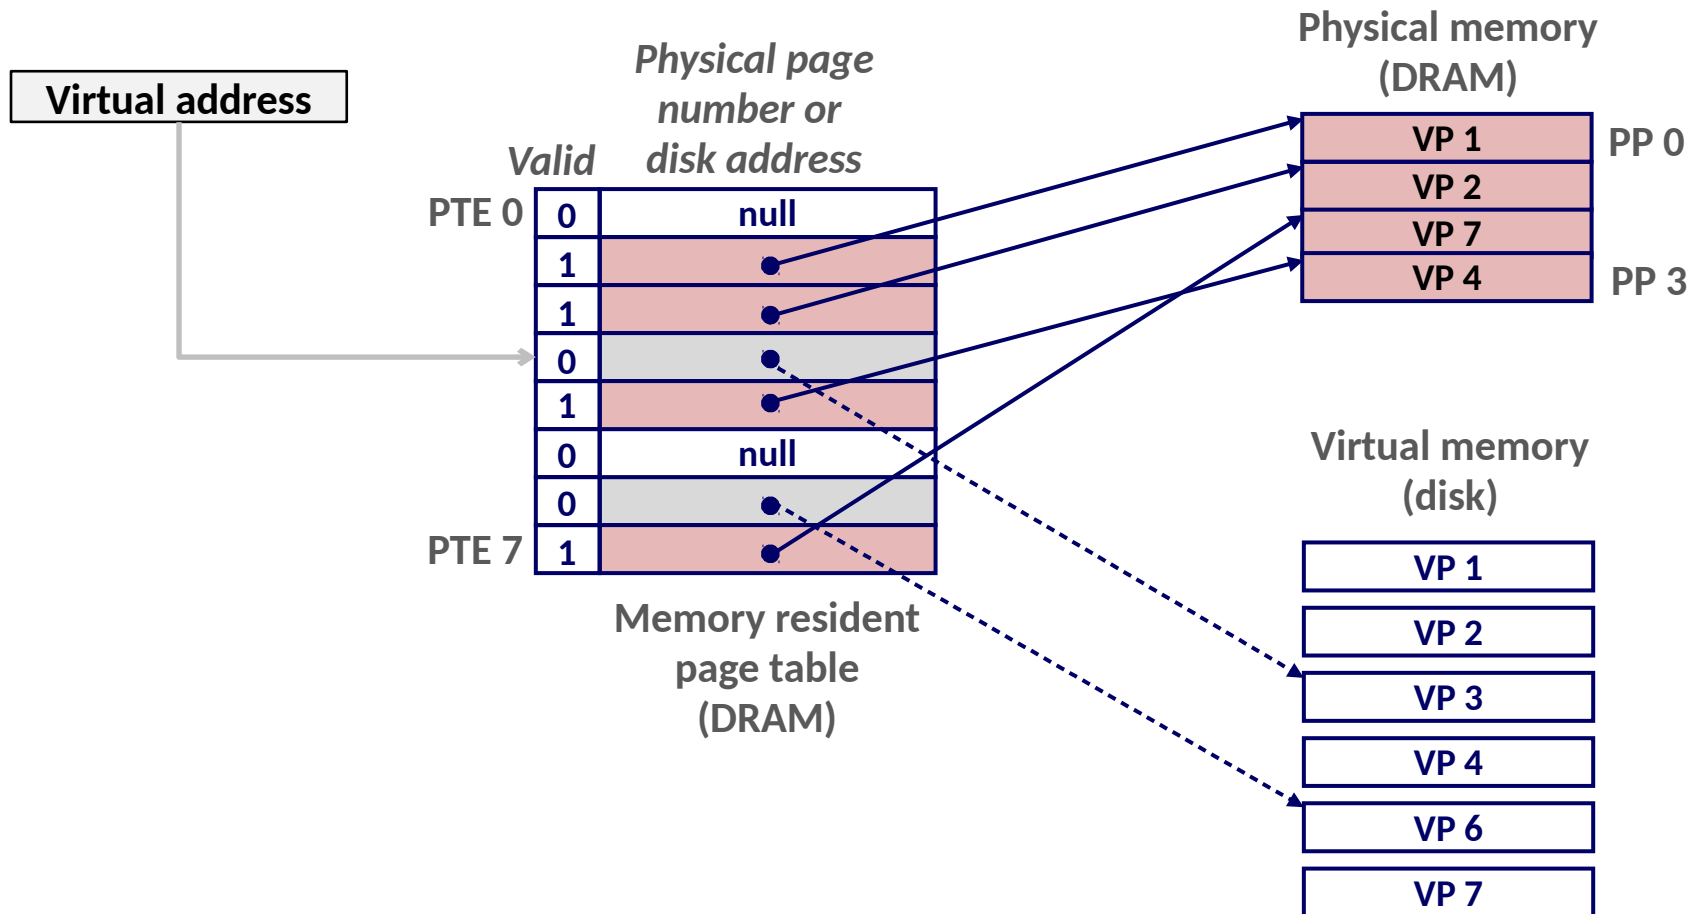 Virtual address
Physical page
number or
disk address
Valid
PTE 0
0
null
1
1
0
1
0
null
0
PTE 7
1
Memory resident
page table
(DRAM)
Physical memory
(DRAM)
VP 1
PP 0
VP 2
VP 7
VP 4
PP 3
Virtual memory
(disk)
VP 1
VP 2
VP 3
VP 4
VP 6
VP 7